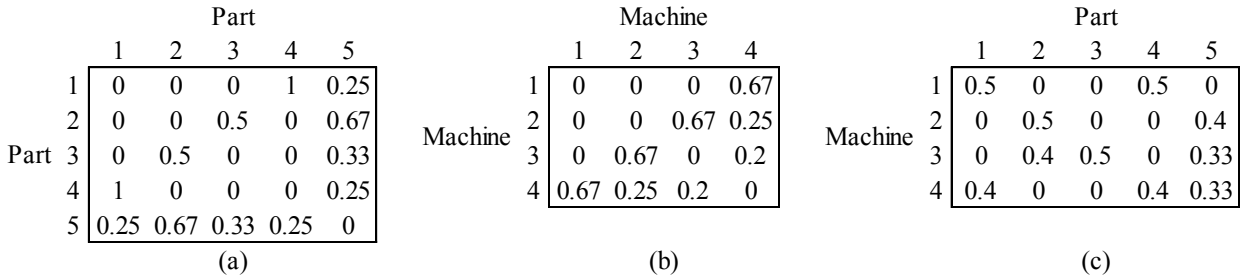 Part
1 2 3 4 5
1 0 0 0 1 0.25
2 0 0 0.5 0 0.67
Part 3 0 0.5 0 0 0.33
4 1 0 0 0 0.25
5 0.25 0.67 0.33 0.25 0
(a)
Machine
1 2 3 4
1 0 0 0 0.67
2 0 0 0.67 0.25
Machine
3 0 0.67 0 0.2
4 0.67 0.25 0.2 0
(b)
Part
1 2 3 4 5
1 0.5 0 0 0.5 0
2 0 0.5 0 0 0.4
Machine
3 0 0.4 0.5 0 0.33
4 0.4 0 0 0.4 0.33
(c)